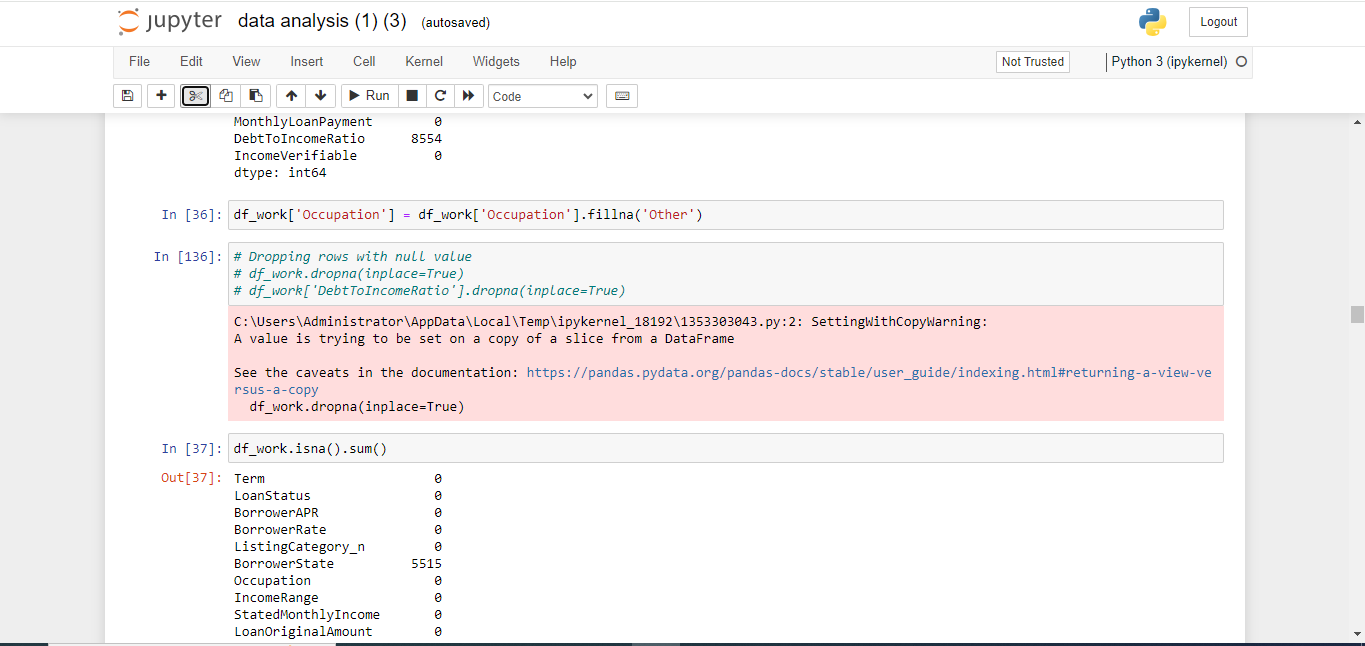 jupyter data analysis (1) (3) (autosaved) Logout
File Edit View Insert Cell Kernel Widgets Help Not Trusted Python 3 (ipykernel)
Run Code
MonthlyLoanPayment 0
DebtToIncomeRatio 8554
IncomeVerifiable 0
dtype: int64
In [36]: df_work['Occupation'] = df_work['Occupation'].fillna('Other')
In [136]: # Dropping rows with null value
# df_work.dropna(inplace=True)
# df_work['DebtToIncomeRatio'].dropna(inplace=True)
C:\Users\Administrator\AppData\Local\Temp\ipykernel_18192\1353303043.py:2: SettingWithCopyWarning:
A value is trying to be set on a copy of a slice from a DataFrame
See the caveats in the documentation: https://pandas.pydata.org/pandas-docs/stable/user_guide/indexing.html#returning-a-view-ve
rsus-a-copy
df_work.dropna(inplace=True)
In [37]: df_work.isna().sum()
Out[37]: Term 0
LoanStatus 0
BorrowerAPR 0
BorrowerRate 0
ListingCategory_n 0
BorrowerState 5515
Occupation 0
IncomeRange 0
StatedMonthlyIncome 0
LoanOriginalAmount 0